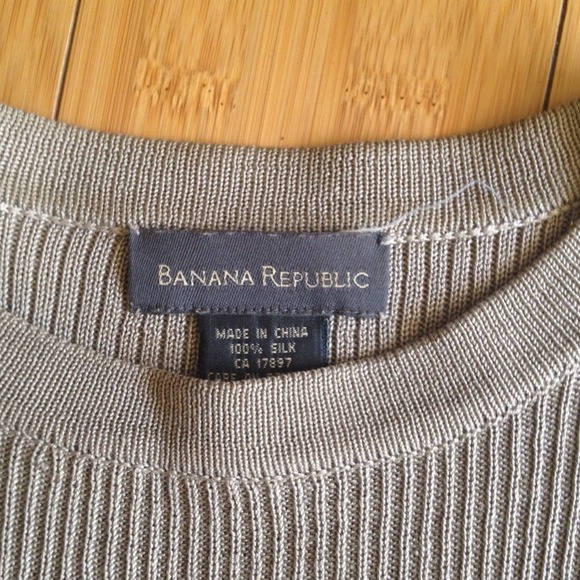 BANANA REPUBLIC
MADE IN CHINA
100% SILK
CA 17897